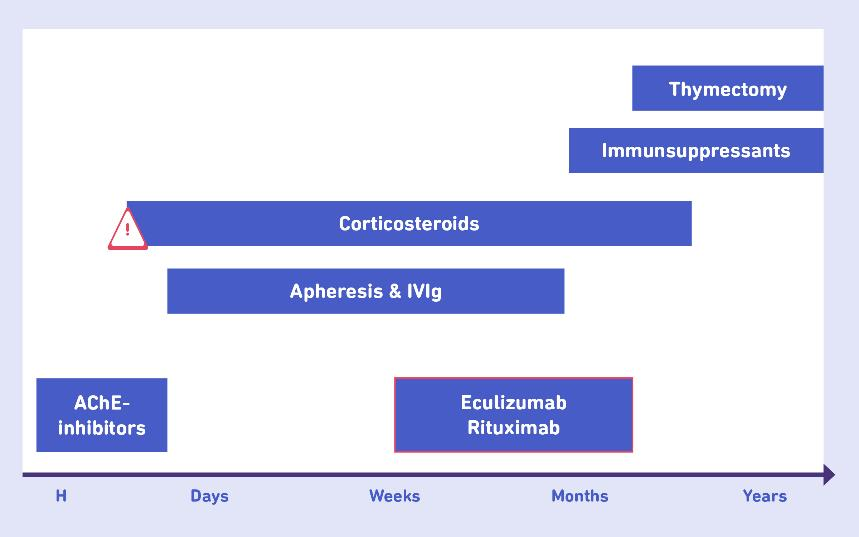 Thymectomy
Immunsuppressants
!
Corticosteroids
Apheresis & IVIg
AChE-
inhibitors
Eculizumab
Rituximab
H
Days
Weeks
Months
Years